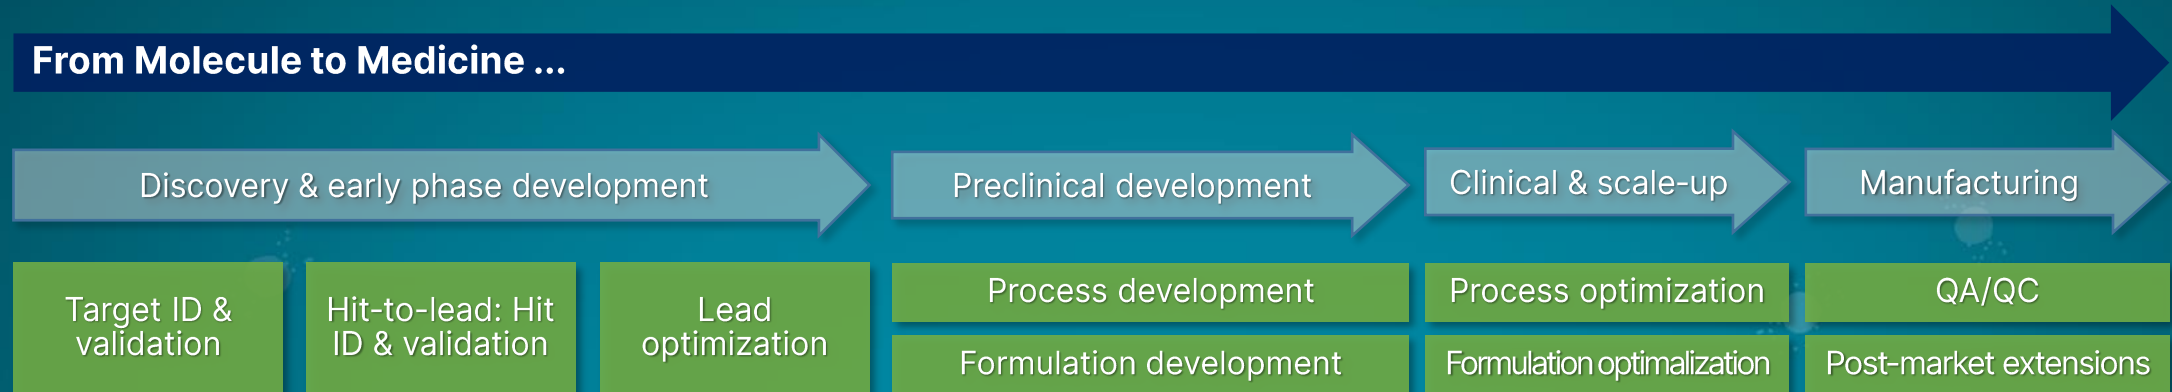 From Molecule to Medicine ...
Discovery & early phase development
Preclinical development
Clinical & scale-up
Manufacturing
Target ID &
validation
Hit-to-lead: Hit
ID & validation
Lead
optimization
Process development
Formulation development
Process optimization
Formulation optimalization
QA/QC
Post-market extensions